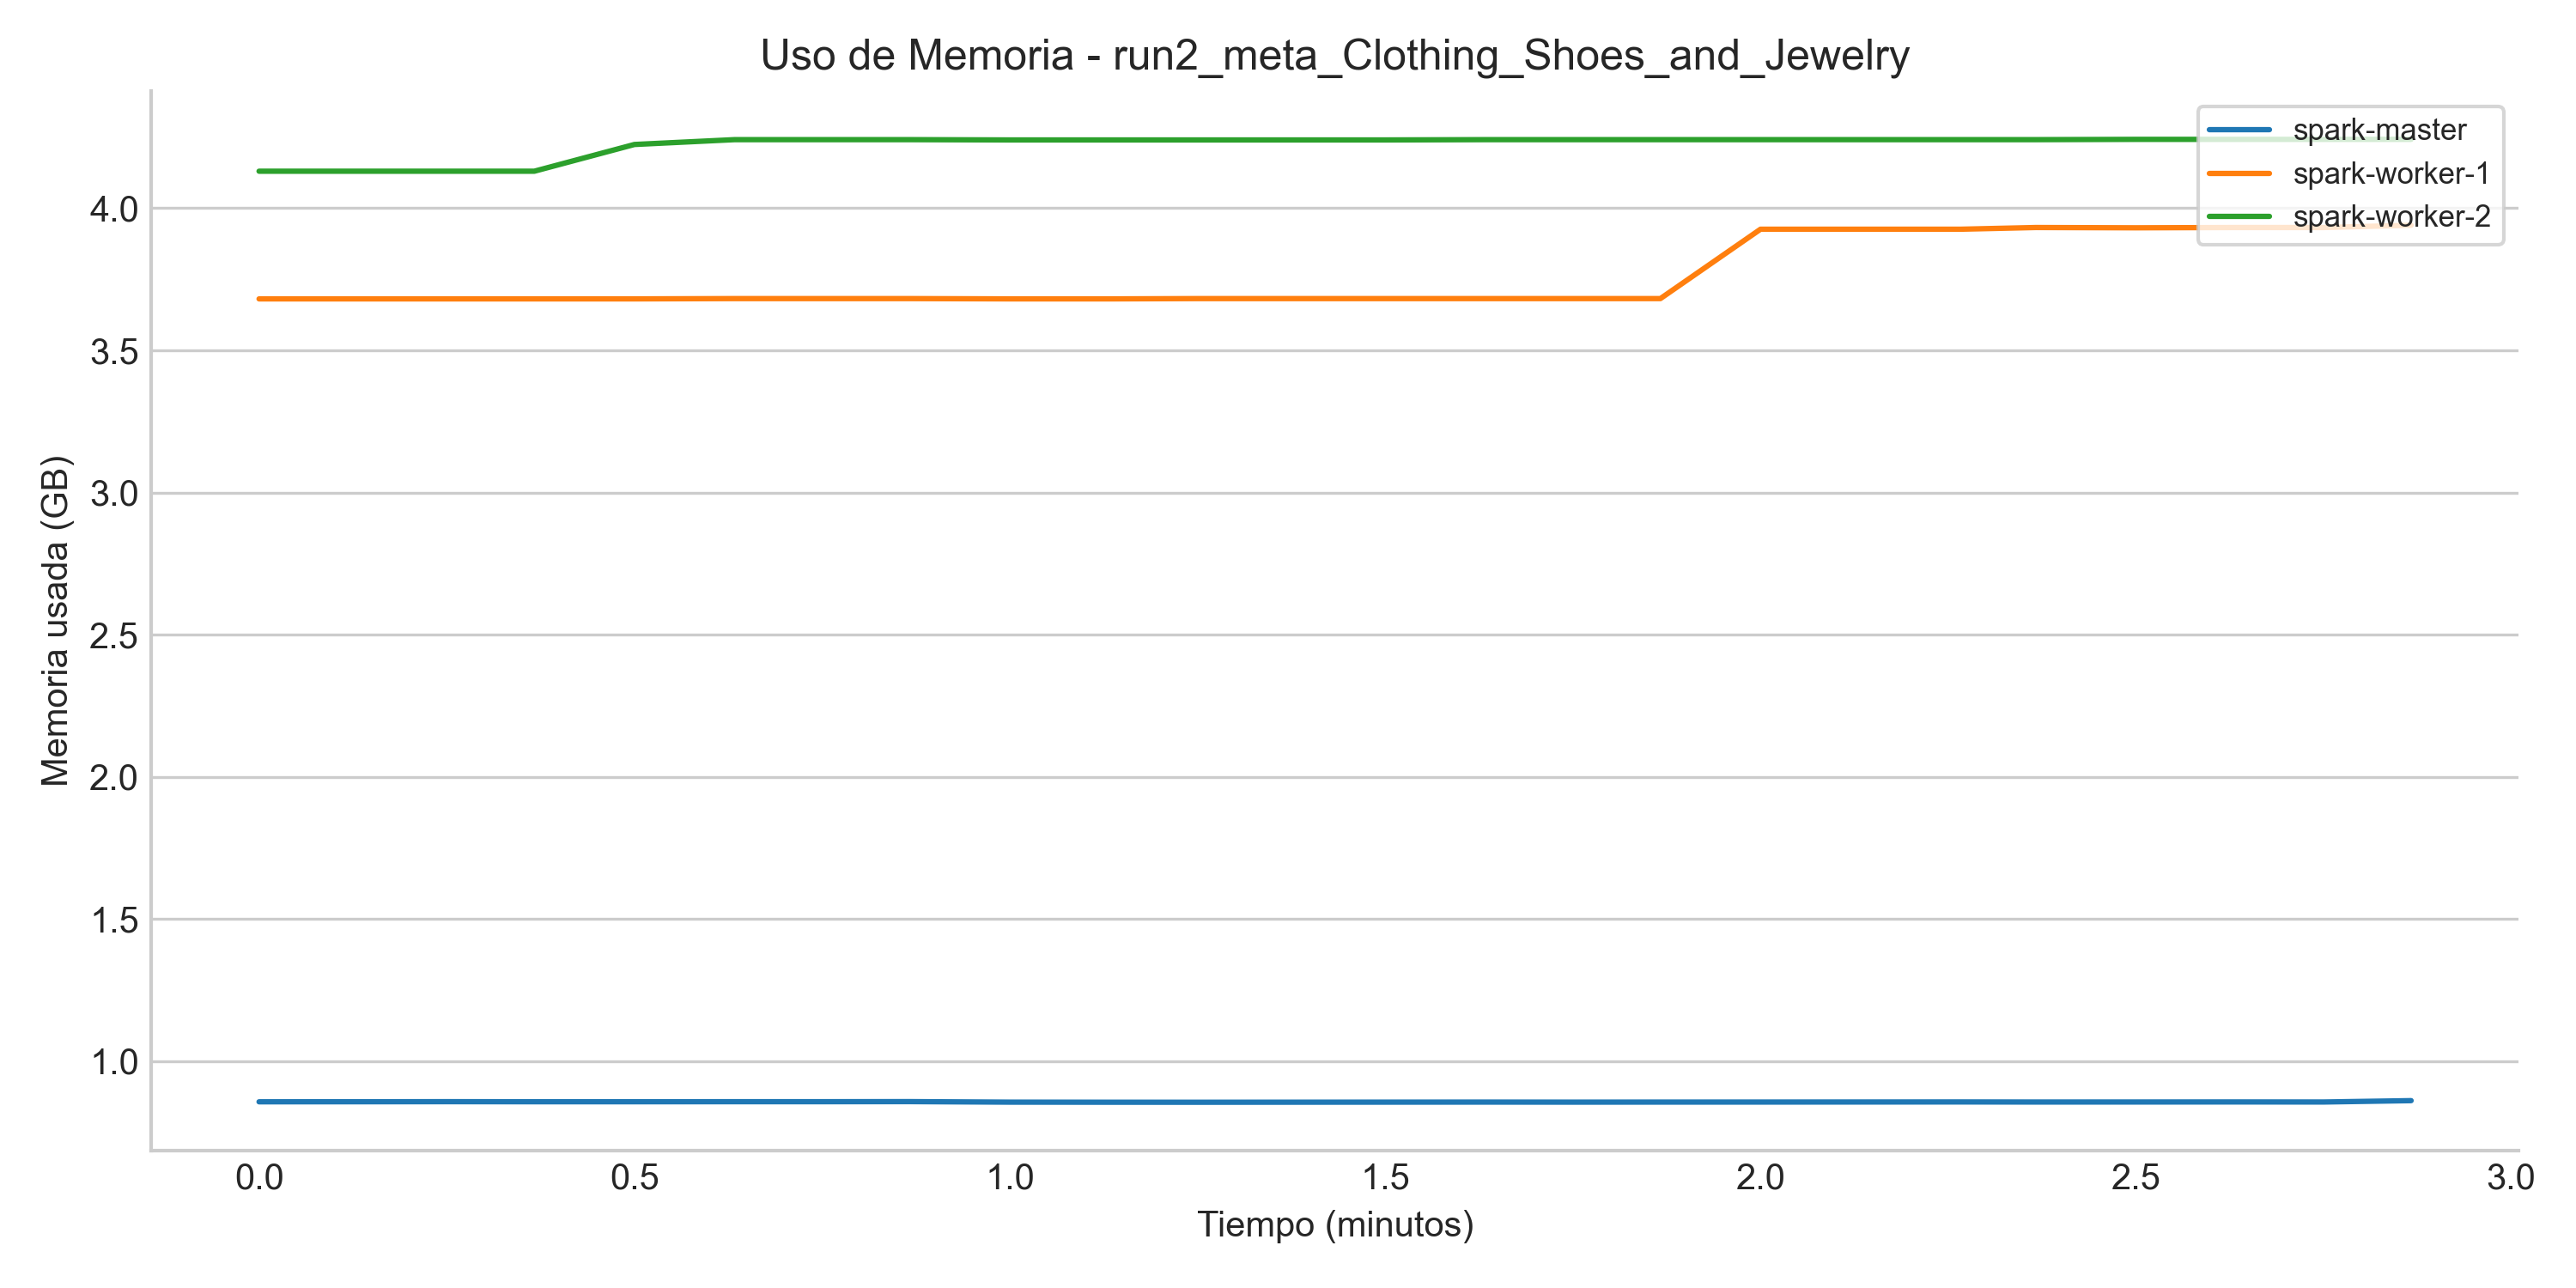 Uso de Memoria - run2_meta_Clothing_Shoes_and_Jewelry
spark-master
spark-worker-1
spark-worker-2
Memoria usada (GB)
4.0
3.5
3.0
2.5
2.0
1.5
1.0
0.0 0.5 1.0 1.5 2.0 2.5 3.0
Tiempo (minutos)